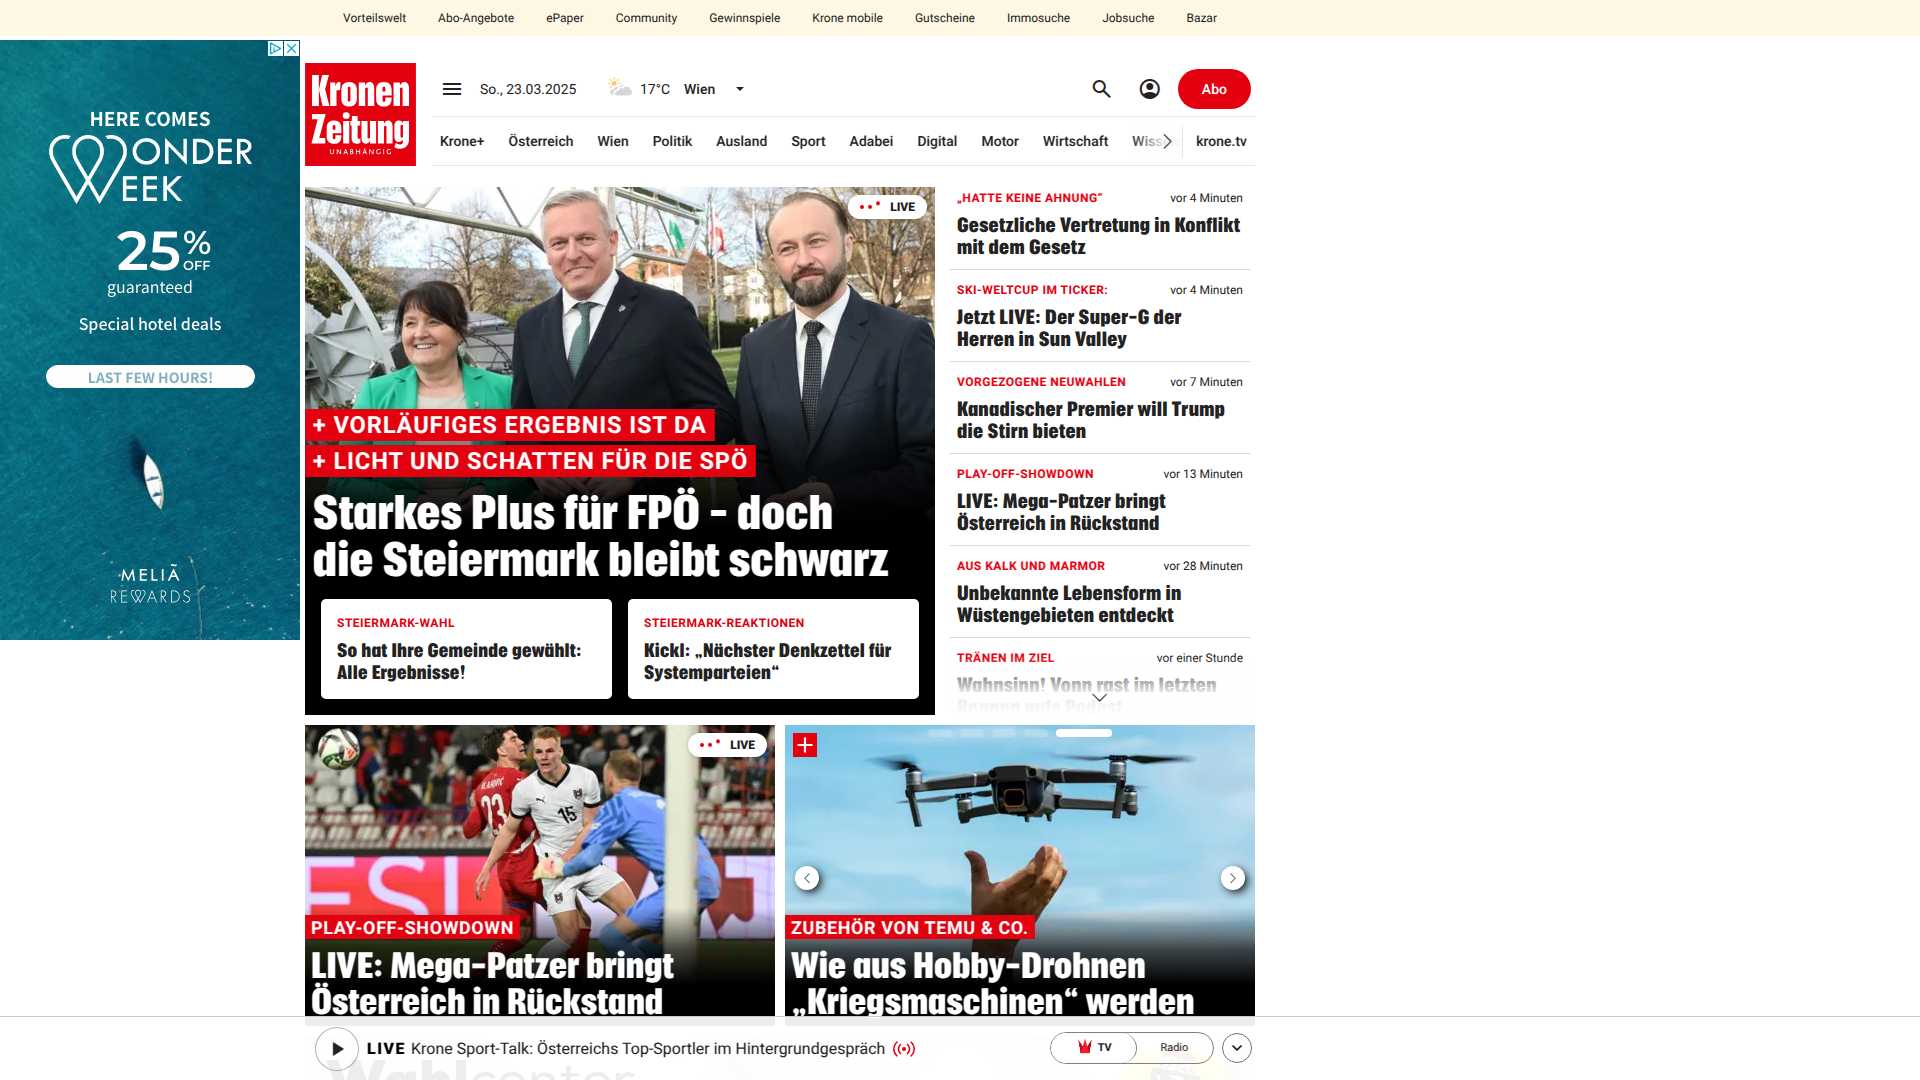 Vorteilswelt Abo-Angebote ePaper Community Gewinnspiele Krone mobile Gutscheine Immosuche Jobsuche Bazar
HERE COMES
WONDER
WEEK
25% OFF
guaranteed
Special hotel deals
LAST FEW HOURS!
MELIÃ
REWARDS
Kronen
Zeitung
UNABHÄNGIG
So., 23.03.2025 17°C Wien Abo
Krone+ Österreich Wien Politik Ausland Sport Adabei Digital Motor Wirtschaft Wiss krone.tv
LIVE
+ VORLÄUFIGES ERGEBNIS IST DA
+ LICHT UND SCHATTEN FÜR DIE SPÖ
Starkes Plus für FPÖ – doch
die Steiermark bleibt schwarz
STEIERMARK-WAHL
So hat Ihre Gemeinde gewählt:
Alle Ergebnisse!
STEIERMARK-REAKTIONEN
Kickl: „Nächster Denkzettel für
Systemparteien“
„HATTE KEINE AHNUNG“ vor 4 Minuten
Gesetzliche Vertretung in Konflikt
mit dem Gesetz
SKI-WELTCUP IM TICKER: vor 4 Minuten
Jetzt LIVE: Der Super-G der
Herren in Sun Valley
VORGEZOGENE NEUWAHLEN vor 7 Minuten
Kanadischer Premier will Trump
die Stirn bieten
PLAY-OFF-SHOWDOWN vor 13 Minuten
LIVE: Mega-Patzer bringt
Österreich in Rückstand
AUS KALK UND MARMOR vor 28 Minuten
Unbekannte Lebensform in
Wüstengebieten entdeckt
TRÄNEN IM ZIEL vor einer Stunde
Wahnsinn! Vonn rast im letzten
Rennen aufs Podest
LIVE
23
15
PLAY-OFF-SHOWDOWN
LIVE: Mega-Patzer bringt
Österreich in Rückstand
ZUBEHÖR VON TEMU & CO.
Wie aus Hobby-Drohnen
„Kriegsmaschinen“ werden
LIVE Krone Sport-Talk: Österreichs Top-Sportler im Hintergrundgespräch
TV Radio
Wahlcenter